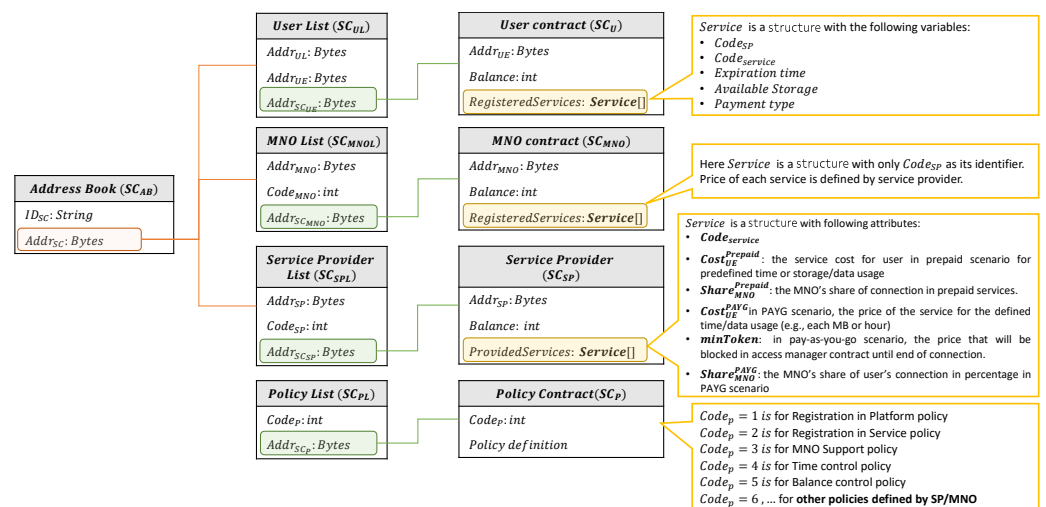 Address Book (SC_AB)
ID_SC: String
Addr_SC: Bytes
User List (SC_UL)
Addr_UL: Bytes
Addr_UE: Bytes
Addr_SC_UE: Bytes
MNO List (SC_MNOL)
Addr_MNO: Bytes
Code_MNO: int
Addr_SC_MNO: Bytes
Service Provider
List (SC_SPL)
Addr_SP: Bytes
Code_SP: int
Addr_SC_SP: Bytes
Policy List (SC_PL)
Code_P: int
Addr_SC_P: Bytes
User contract (SC_U)
Addr_UE: Bytes
Balance: int
RegisteredServices: Service[]
MNO contract (SC_MNO)
Addr_MNO: Bytes
Balance: int
RegisteredServices: Service[]
Service Provider
(SC_SP)
Addr_SP: Bytes
Balance: int
ProvidedServices: Service[]
Policy Contract(SC_P)
Code_P: int
Policy definition
Service is a structure with the following variables:
• Code_SP
• Code_service
• Expiration time
• Available Storage
• Payment type
Here Service is a structure with only Code_SP as its identifier.
Price of each service is defined by service provider.
Service is a structure with following attributes:
• Code_service
• Cost_UE^Prepaid: the service cost for user in prepaid scenario for
predefined time or storage/data usage
• Share_MNO^Prepaid: the MNO's share of connection in prepaid services.
• Cost_UE^PAYG in PAYG scenario, the price of the service for the defined
time/data usage (e.g., each MB or hour)
• minToken: in pay-as-you-go scenario, the price that will be
blocked in access manager contract until end of connection.
• Share_MNO^PAYG: the MNO's share of user's connection in percentage in
PAYG scenario
Code_p = 1 is for Registration in Platform policy
Code_p = 2 is for Registration in Service policy
Code_p = 3 is for MNO Support policy
Code_p = 4 is for Time control policy
Code_p = 5 is for Balance control policy
Code_p = 6 , … for other policies defined by SP/MNO